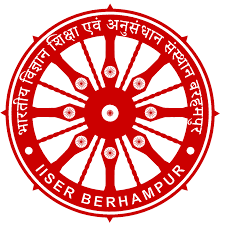 भारतीय विज्ञान शिक्षा एवं अनुसंधान संस्थान बरहमपुर
IISER BERHAMPUR